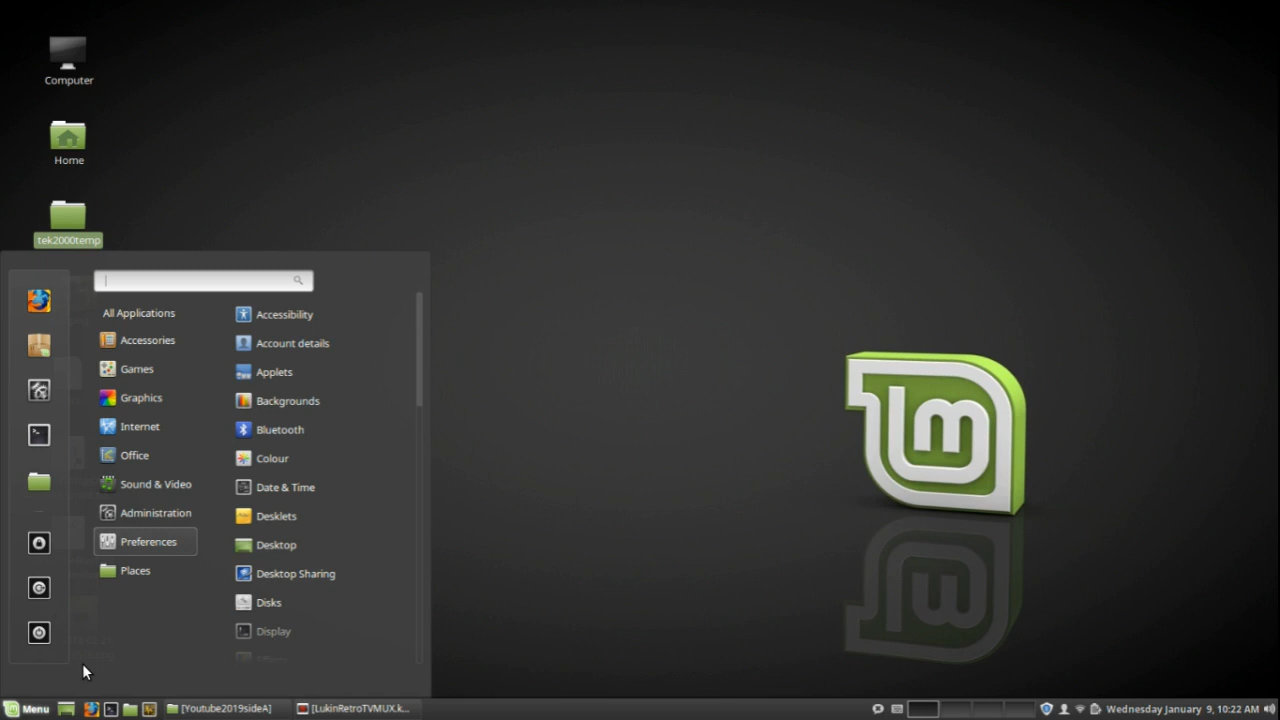 Computer
Home
tek2000temp
All Applications
Accessories
Games
Graphics
Internet
Office
Sound & Video
Administration
Preferences
Places
Accessibility
Account details
Applets
Backgrounds
Bluetooth
Colour
Date & Time
Desklets
Desktop
Desktop Sharing
Disks
Display
lm
Menu
[Youtube2019sideA]
[LukinRetroTVMUX.k...
Wednesday January 9, 10:22 AM